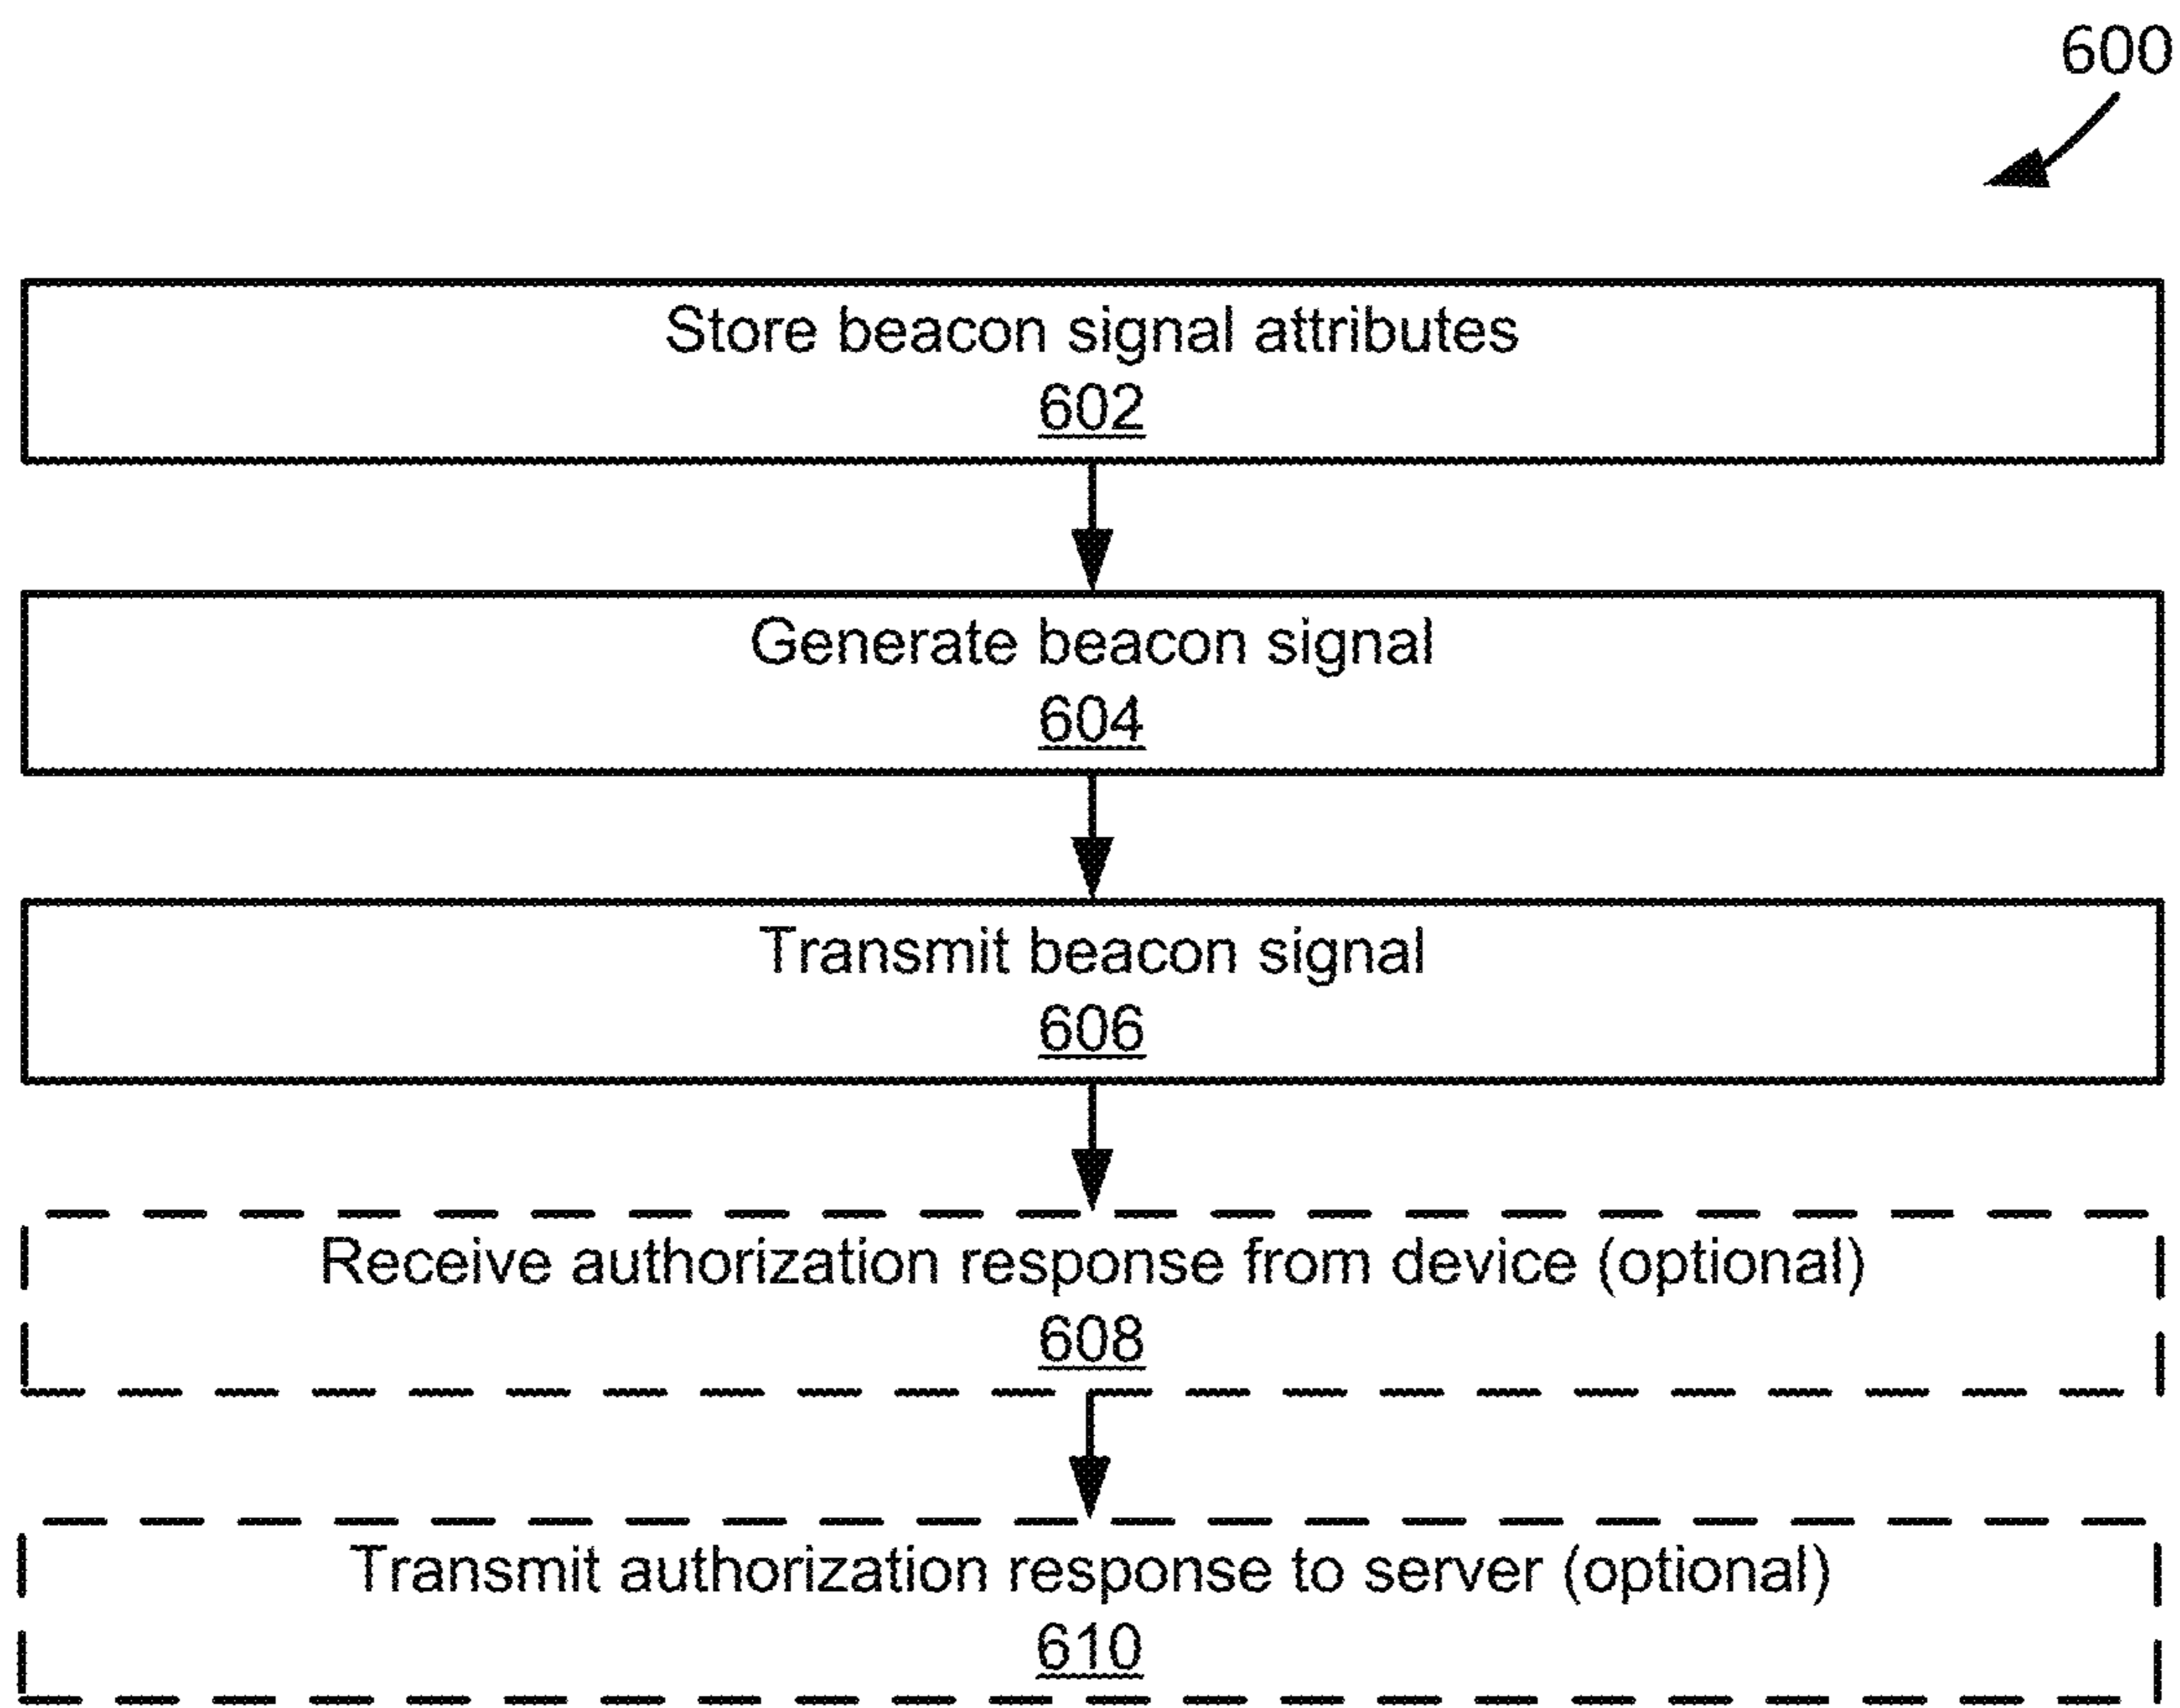 600
Store beacon signal attributes
602
Generate beacon signal
604
Transmit beacon signal
606
Receive authorization response from device (optional)
608
Transmit authorization response to server (optional)
610